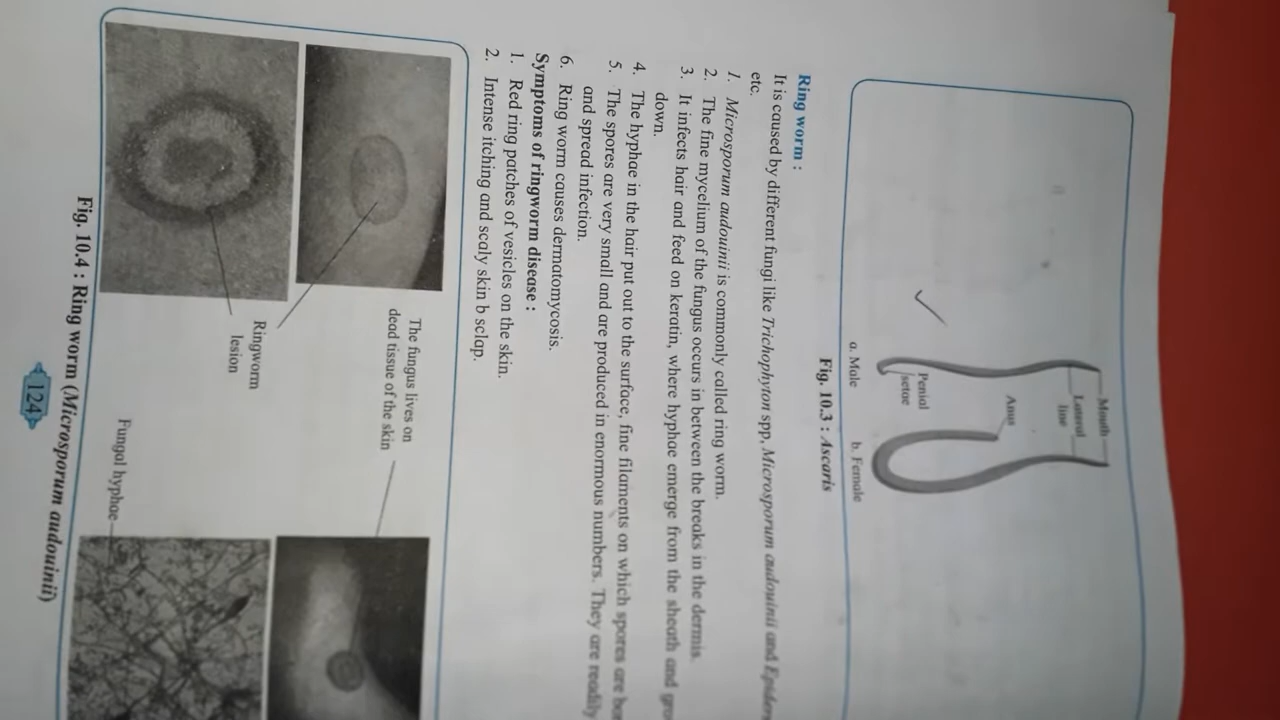 Mouth
Lateral
line
Anus
Penial
setae
a. Male b. Female
Fig. 10.3 : Ascaris
Ring worm :
It is caused by different fungi like Trichophyton spp, Microsporum audouinii and
etc.
1. Microsporum audouinii is commonly called ring worm.
2. The fine mycelium of the fungus occurs in between the breaks in the dermis.
3. It infects hair and feed on keratin, where hyphae emerge from the sheath and
down.
4. The hyphae in the hair put out to the surface, fine filaments on which spores are
5. The spores are very small and are produced in enormous numbers. They are readily
and spread infection.
6. Ring worm causes dermatomycosis.
Symptoms of ringworm disease :
1. Red ring patches of vesicles on the skin.
2. Intense itching and scaly skin b sclap.
The fungus lives on
dead tissue of the skin
Ringworm
lesion
Fungal hyphae
Fig. 10.4 : Ring worm (Microsporum audouinii)
124